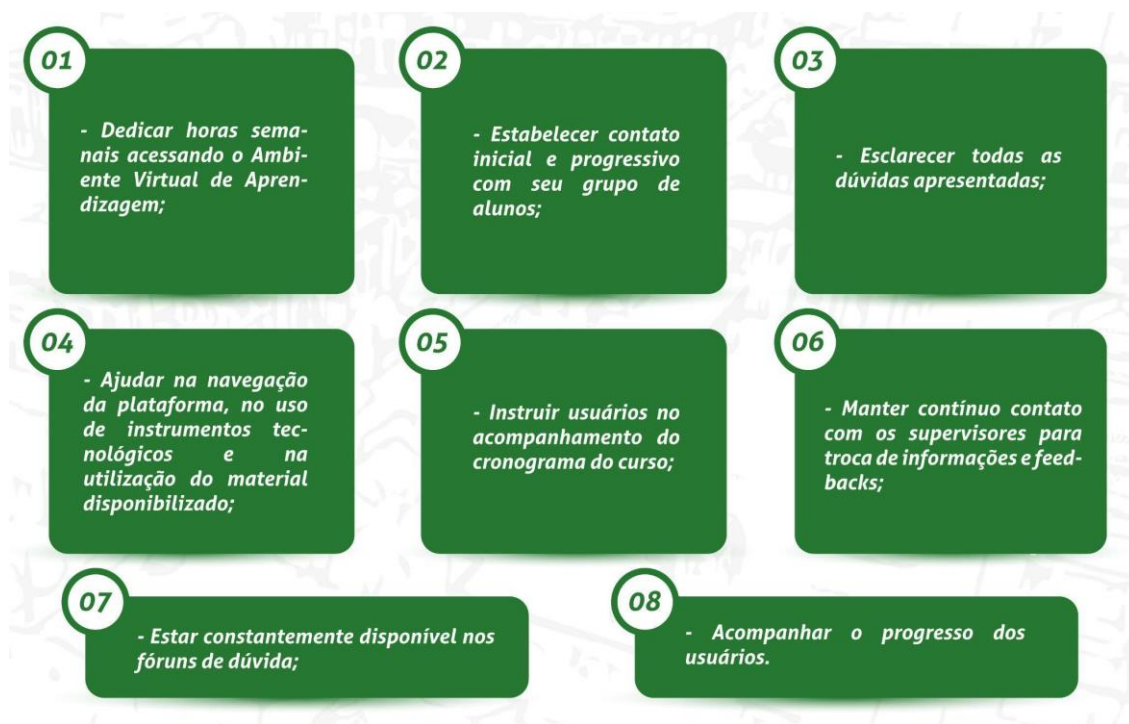 01
- Dedicar horas sema-
nais acessando o Ambi-
ente Virtual de Apren-
dizagem;
02
- Estabelecer contato
inicial e progressivo
com seu grupo de
alunos;
03
- Esclarecer todas as
dúvidas apresentadas;
04
- Ajudar na navegação
da plataforma, no uso
de instrumentos tec-
nológicos e na
utilização do material
disponibilizado;
05
- Instruir usuários no
acompanhamento do
cronograma do curso;
06
- Manter contínuo contato
com os supervisores para
troca de informações e feed-
backs;
07
- Estar constantemente disponível nos
fóruns de dúvida;
08
- Acompanhar o progresso dos
usuários.